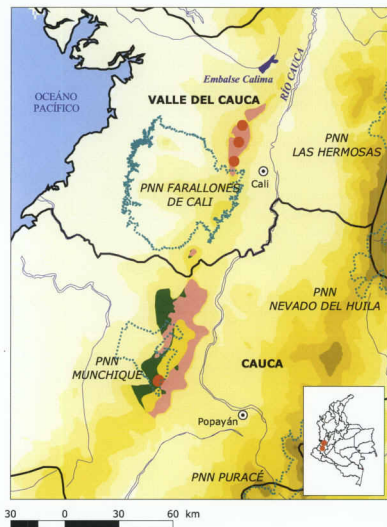 Embalse Calima
RÍO CAUCA
OCEÁNO
PACÍFICO
VALLE DEL CAUCA
PNN
LAS HERMOSAS
PNN FARALLONES
DE CALI
Cali
PNN
NEVADO DEL HUILA
PNN
MUNCHIQUE
CAUCA
Popayán
PNN PURACÉ
30 0 30 60 km